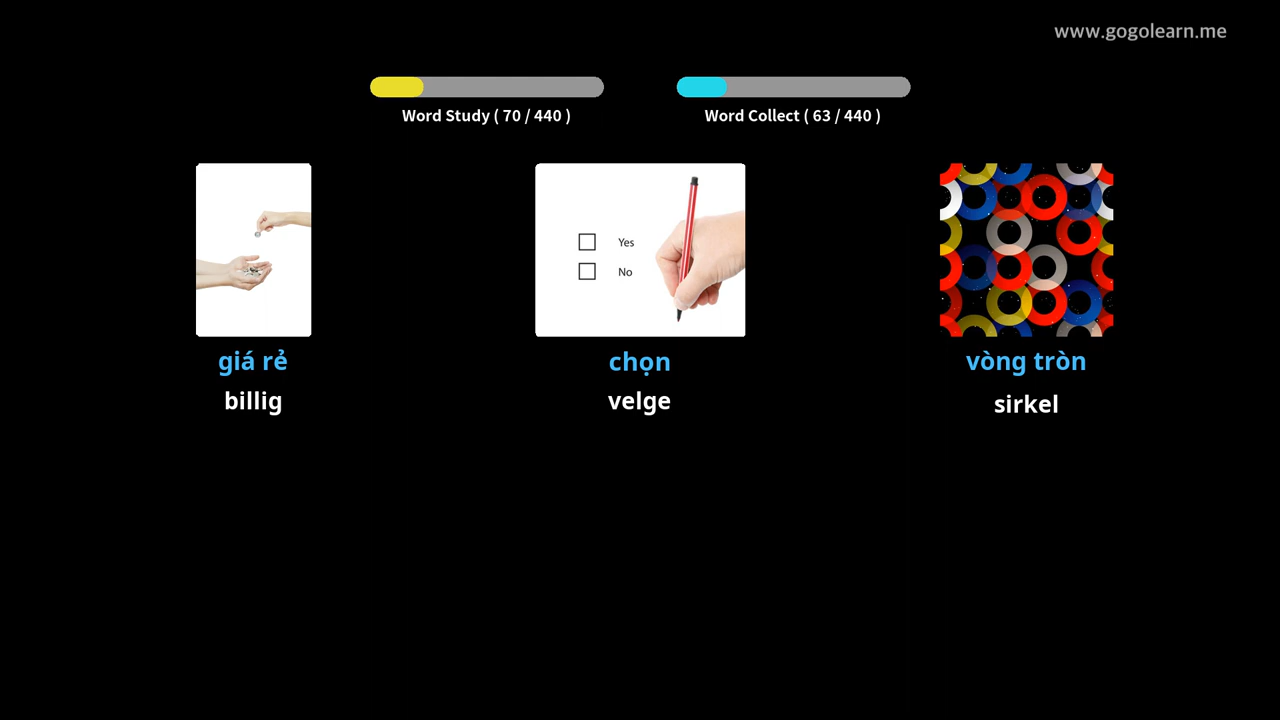 www.gogolearn.me
Word Study ( 70 / 440 )
Word Collect ( 63 / 440 )
Yes
No
giá rẻ
chọn
vòng tròn
billig
velge
sirkel